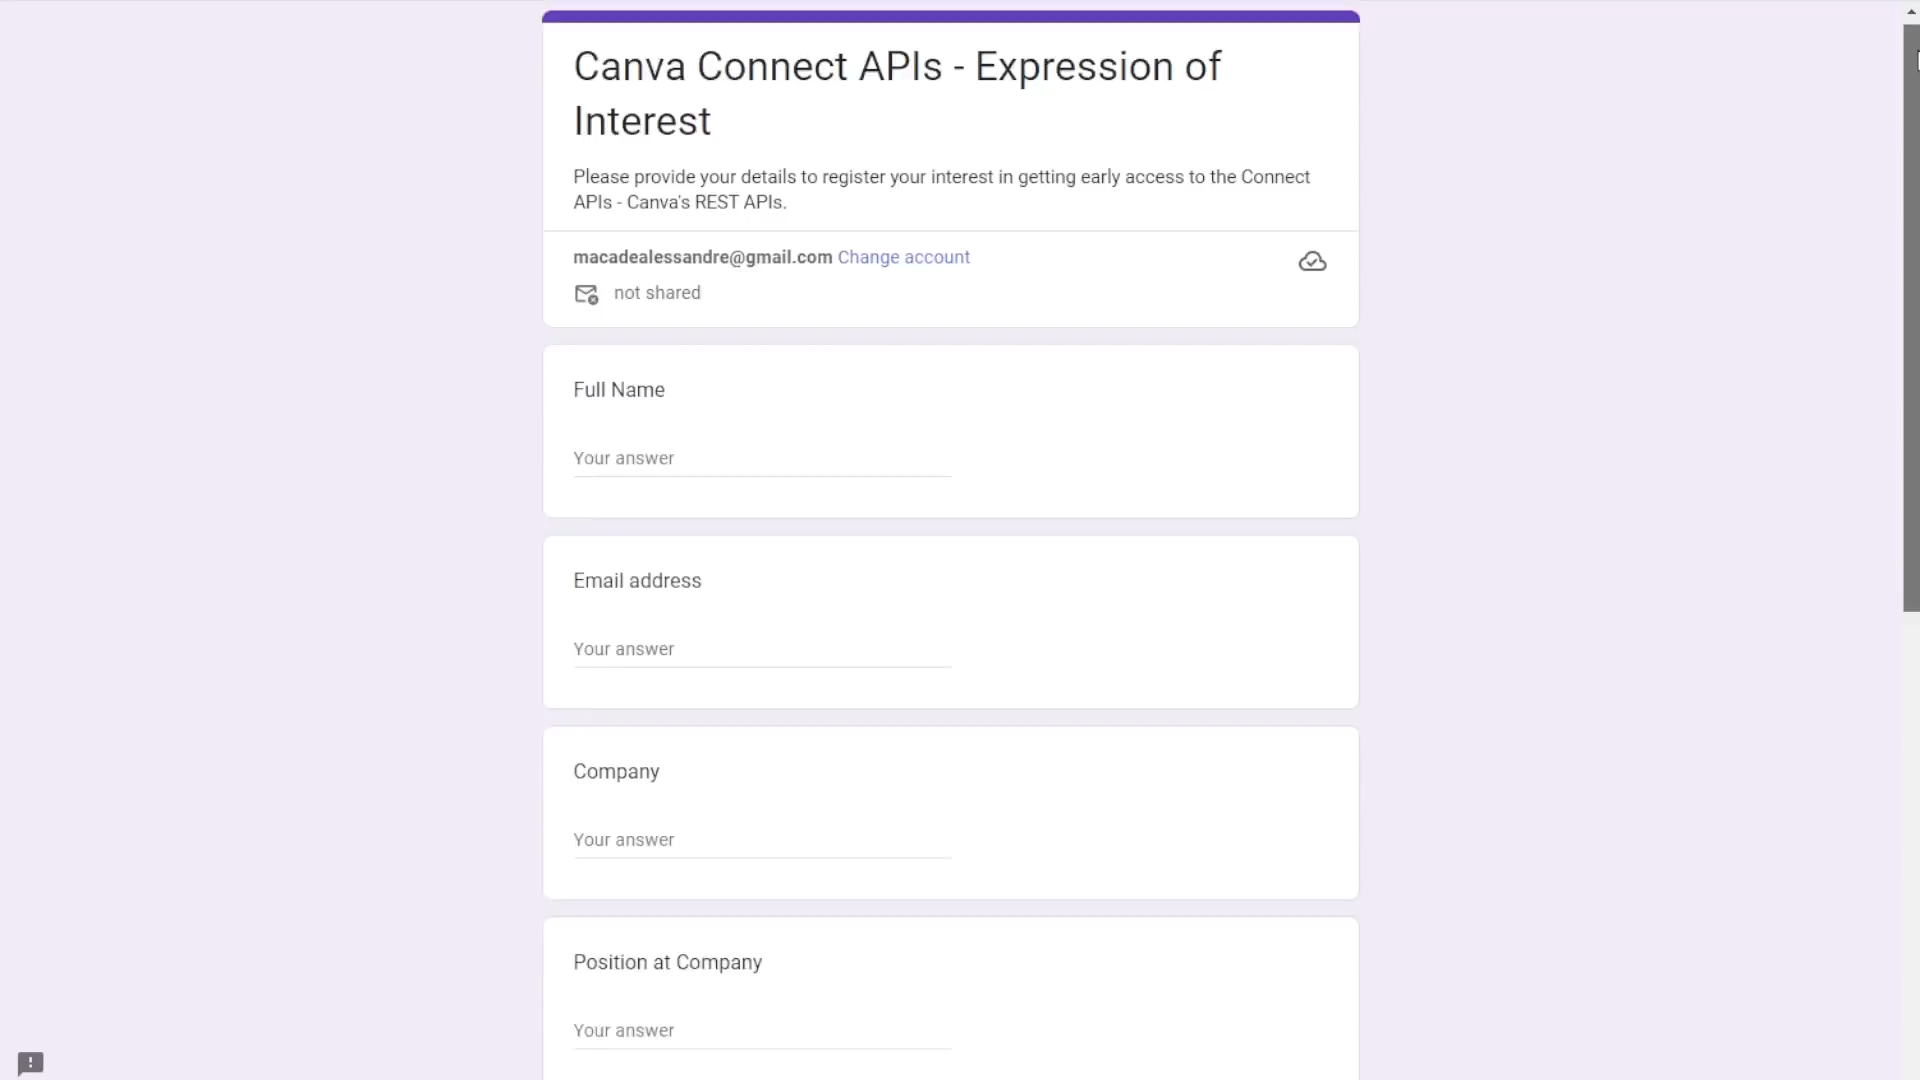 Canva Connect APIs - Expression of
Interest
Please provide your details to register your interest in getting early access to the Connect
APIs - Canva's REST APIs.
macadealessandre@gmail.com Change account
not shared
Full Name
Your answer
Email address
Your answer
Company
Your answer
Position at Company
Your answer